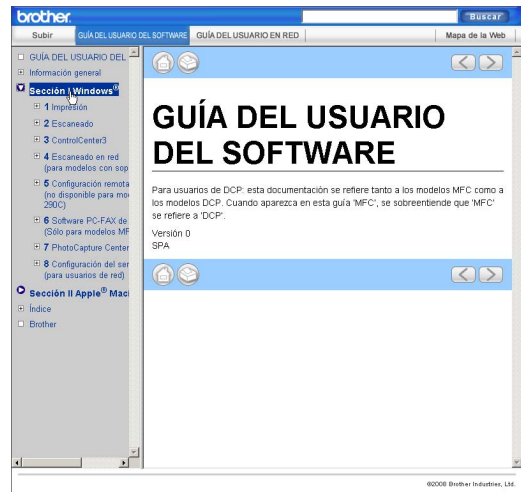 brother.
Buscar
Subir
GUÍA DEL USUARIO DEL SOFTWARE
GUÍA DEL USUARIO EN RED
Mapa de la Web
GUÍA DEL USUARIO DEL
Información general
Sección I Windows®
1 Impresión
2 Escaneado
3 ControlCenter3
4 Escaneado en red
(para modelos con sop
5 Configuración remota
(no disponible para mo
290C)
6 Software PC-FAX de
(Sólo para modelos MF
7 PhotoCapture Center
8 Configuración del ser
(para usuarios de red)
Sección II Apple® Maci
Índice
Brother
GUÍA DEL USUARIO
DEL SOFTWARE
Para usuarios de DCP: esta documentación se refiere tanto a los modelos MFC como a
los modelos DCP. Cuando aparezca en esta guía 'MFC', se sobreentiende que 'MFC'
se refiere a 'DCP'.
Versión 0
SPA
©2008 Brother Industries, Ltd.